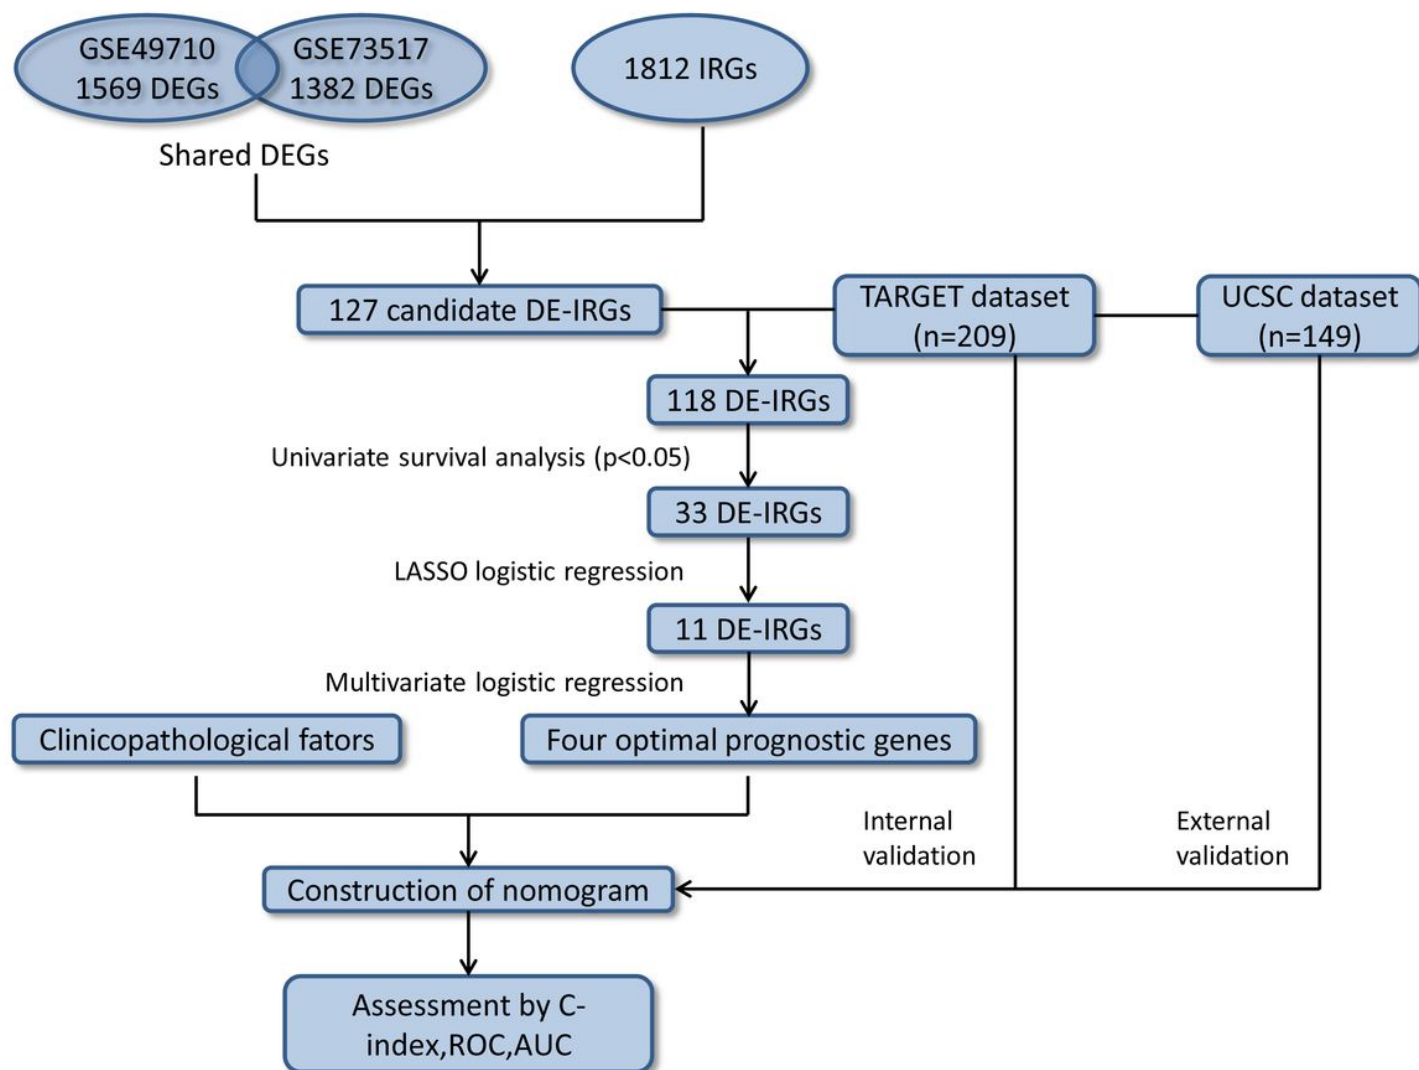 GSE49710
1569 DEGs
GSE73517
1382 DEGs
1812 IRGs
Shared DEGs
127 candidate DE-IRGs
TARGET dataset
(n=209)
UCSC dataset
(n=149)
118 DE-IRGs
Univariate survival analysis (p<0.05)
33 DE-IRGs
LASSO logistic regression
11 DE-IRGs
Multivariate logistic regression
Clinicopathological fators
Four optimal prognostic genes
Internal
validation
External
validation
Construction of nomogram
Assessment by C-
index,ROC,AUC